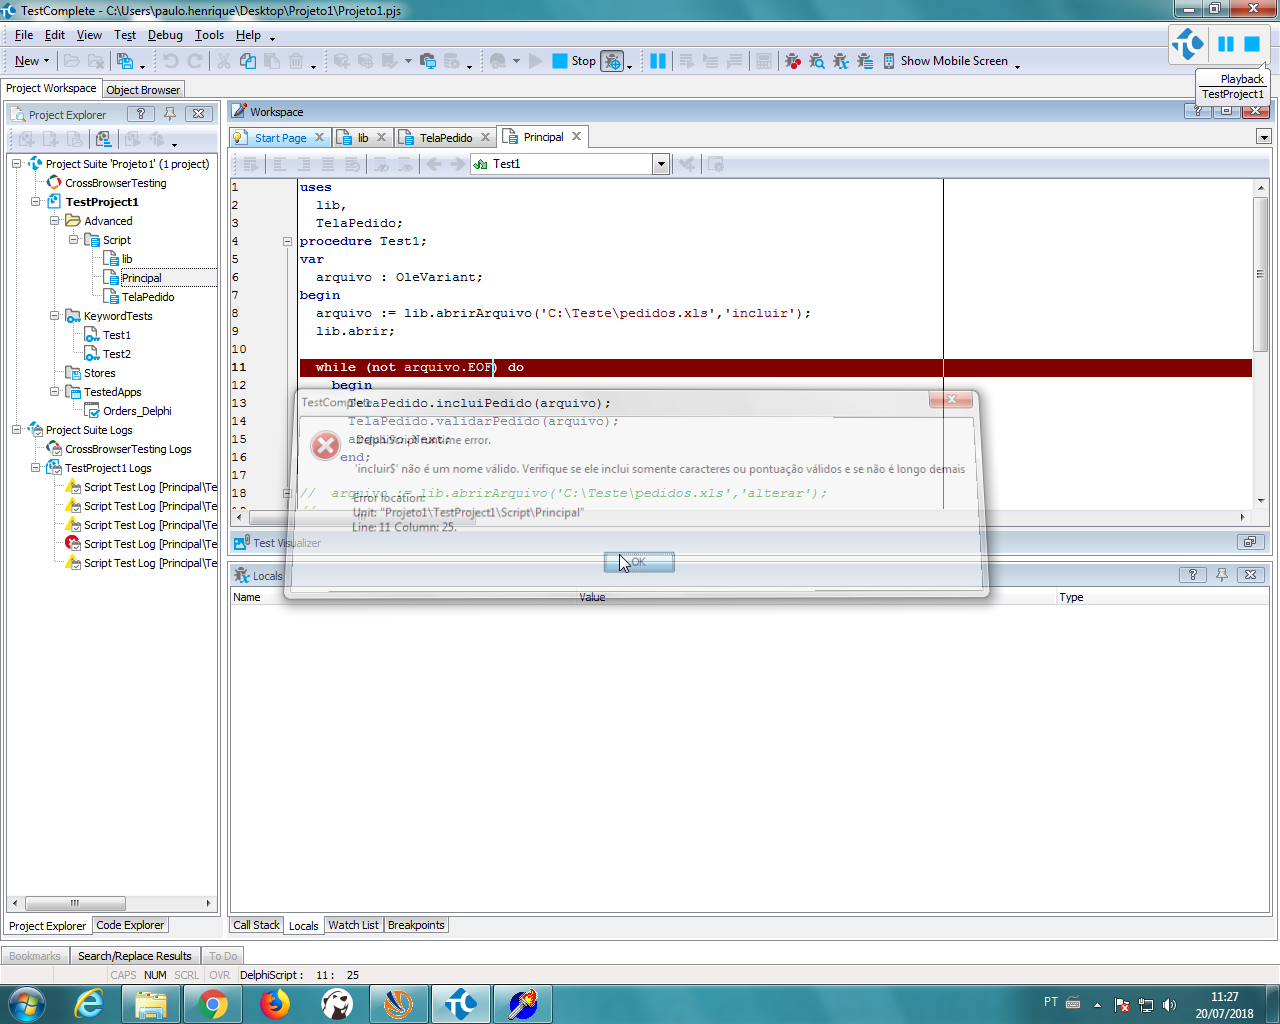 TestComplete - C:\Users\paulo.henrique\Desktop\Projeto1\Projeto1.pjs
File Edit View Test Debug Tools Help
New Stop Show Mobile Screen
Playback
TestProject1
Project Workspace Object Browser
Project Explorer
Workspace
Start Page lib TelaPedido Principal
Test1
Project Suite 'Projeto1' (1 project)
CrossBrowserTesting
TestProject1
Advanced
Script
lib
Principal
TelaPedido
KeywordTests
Test1
Test2
Stores
TestedApps
Orders_Delphi
Project Suite Logs
CrossBrowserTesting Logs
TestProject1 Logs
Script Test Log [Principal\Te
Script Test Log [Principal\Te
Script Test Log [Principal\Te
Script Test Log [Principal\Te
Script Test Log [Principal\Te
1 uses
2 lib,
3 TelaPedido;
4 procedure Test1;
5 var
6 arquivo : OleVariant;
7 begin
8 arquivo := lib.abrirArquivo('C:\Teste\pedidos.xls','incluir');
9 lib.abrir;
10
11 while (not arquivo.EOF) do
12 begin
13 TelaPedido.incluiPedido(arquivo);
14 TelaPedido.validarPedido(arquivo);
15 arquivo.Next;
16 end;
18 // arquivo := lib.abrirArquivo('C:\Teste\pedidos.xls','alterar');
//
TestComplete
DelphiScript runtime error.
'incluir$' não é um nome válido. Verifique se ele inclui somente caracteres ou pontuação válidos e se não é longo demais
Error location:
Unit: "Projeto1\TestProject1\Script\Principal"
Line: 11 Column: 25.
OK
Test Visualizer
Locals
Name Value Type
Project Explorer Code Explorer
Call Stack Locals Watch List Breakpoints
Bookmarks Search/Replace Results To Do
CAPS NUM SCRL OVR DelphiScript : 11 : 25
PT
11:27
20/07/2018